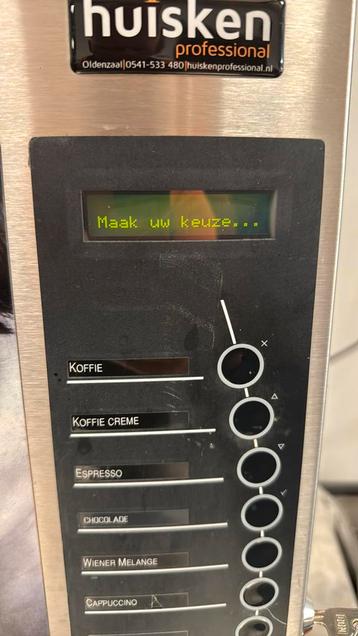 huisken
professional
Oldenzaal|0541-533 480|huiskenprofessional.nl
Maak uw keuze...
KOFFIE
KOFFIE CREME
ESPRESSO
CHOCOLADE
WIENER MELANGE
CAPPUCCINO